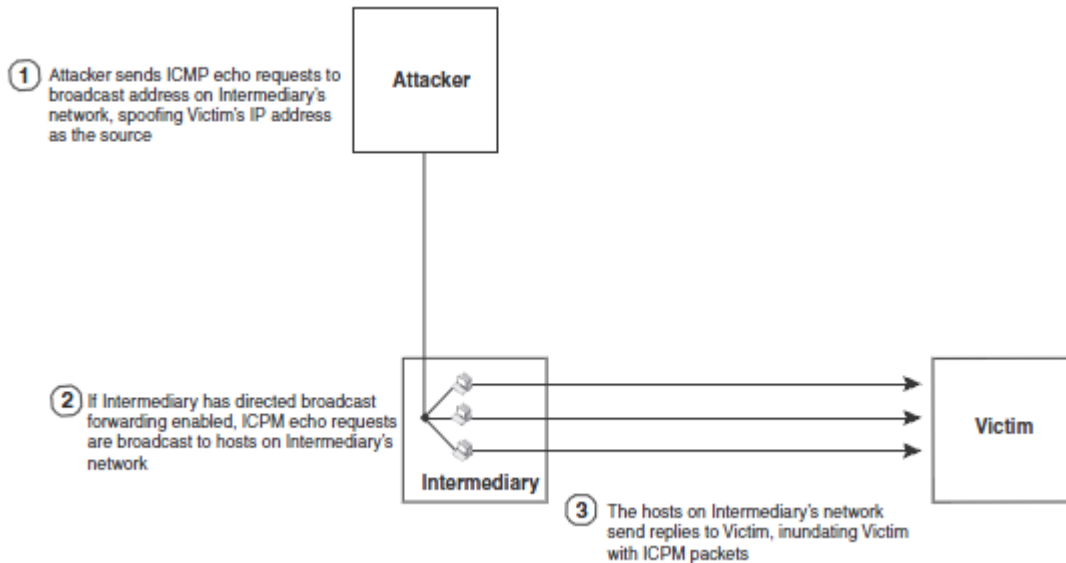 Attacker
1
Attacker sends ICMP echo requests to
broadcast address on Intermediary's
network, spoofing Victim's IP address
as the source
2
If Intermediary has directed broadcast
forwarding enabled, ICPM echo requests
are broadcast to hosts on Intermediary's
network
Intermediary
Victim
3
The hosts on Intermediary's network
send replies to Victim, inundating Victim
with ICPM packets